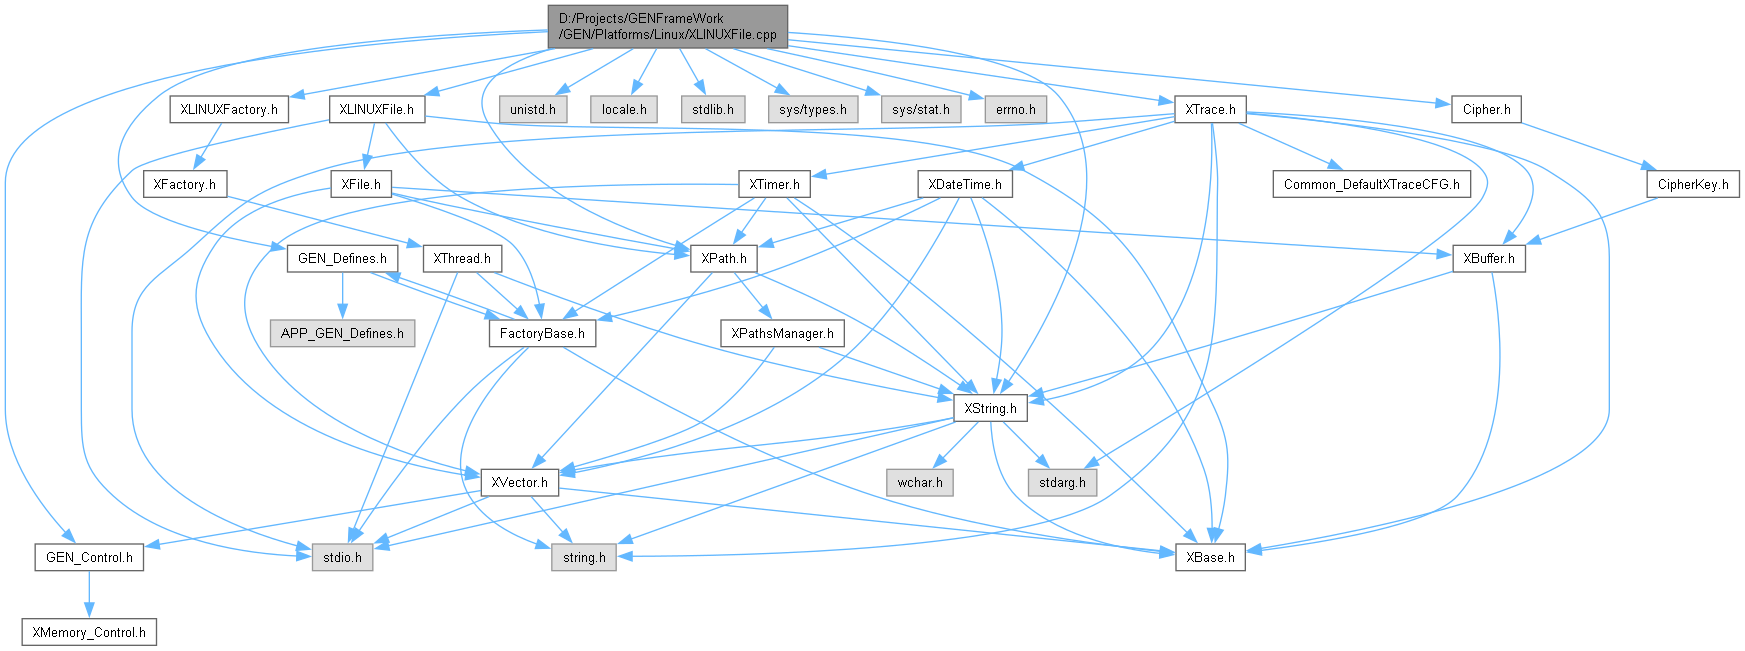 D:/Projects/GENFrameWork
/GEN/Platforms/Linux/XLINUXFile.cpp
XLINUXFactory.h
XLINUXFile.h
unistd.h
locale.h
stdlib.h
sys/types.h
sys/stat.h
errno.h
XTrace.h
Cipher.h
XFactory.h
XFile.h
XTimer.h
XDateTime.h
Common_DefaultXTraceCFG.h
CipherKey.h
GEN_Defines.h
XThread.h
XPath.h
XBuffer.h
APP_GEN_Defines.h
FactoryBase.h
XPathsManager.h
XString.h
XVector.h
wchar.h
stdarg.h
GEN_Control.h
stdio.h
string.h
XBase.h
XMemory_Control.h